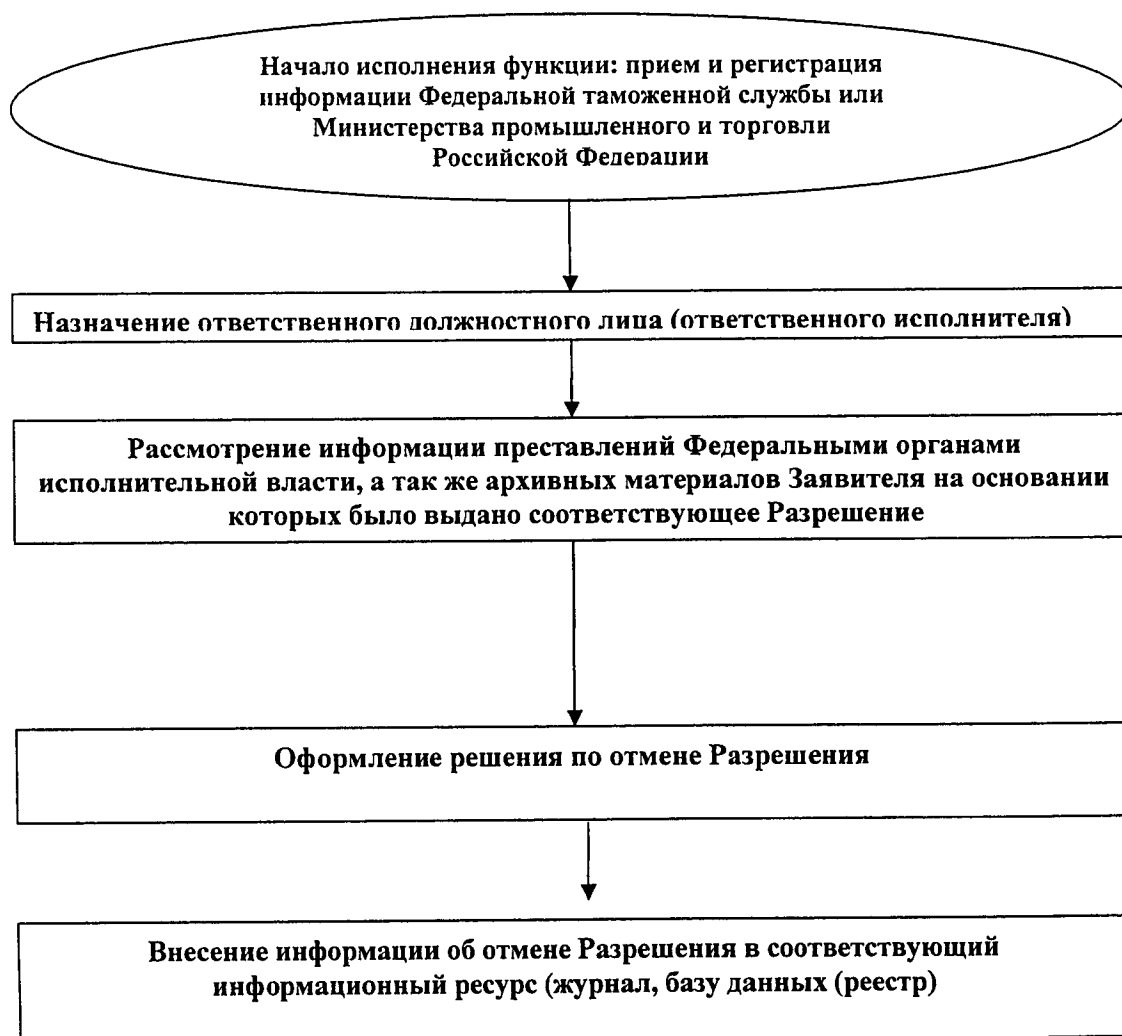 Начало исполнения функции: прием и регистрация
информации Федеральной таможенной службы или
Министерства промышленного и торговли
Российской Федерации
Назначение ответственного должностного лица (ответственного исполнителя)
Рассмотрение информации преставлений Федеральными органами
исполнительной власти, а так же архивных материалов Заявителя на основании
которых было выдано соответствующее Разрешение
Оформление решения по отмене Разрешения
Внесение информации об отмене Разрешения в соответствующий
информационный ресурс (журнал, базу данных (реестр)